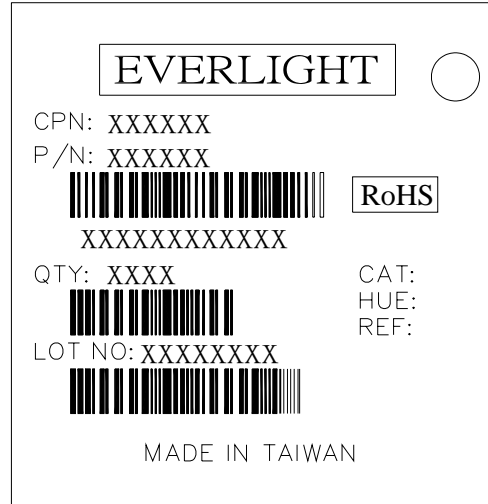 EVERLIGHT
CPN: XXXXXX
P/N: XXXXXX
RoHS
XXXXXXXXXXXX
QTY: XXXX
CAT:
HUE:
REF:
LOT NO: XXXXXXXX
MADE IN TAIWAN